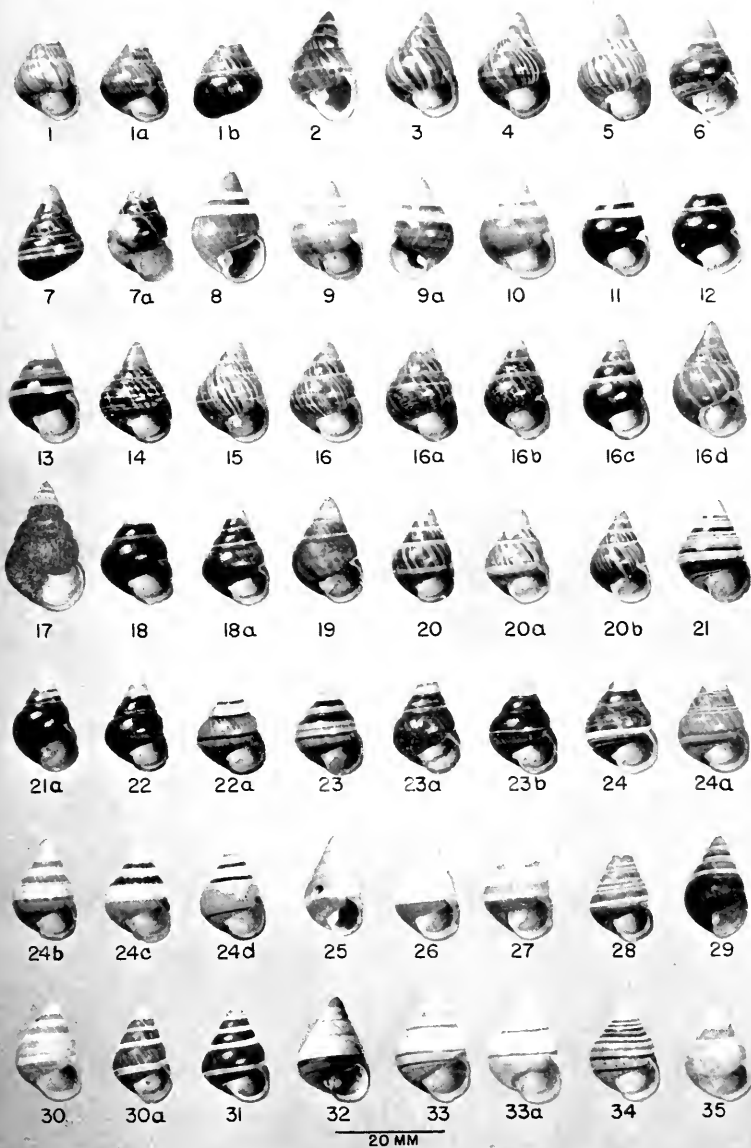 1 1a 1b 2 3 4 5 6
7 7a 8 9 9a 10 11 12
13 14 15 16 16a 16b 16c 16d
17 18 18a 19 20 20a 20b 21
21a 22 22a 23 23a 23b 24 24a
24b 24c 24d 25 26 27 28 29
30 30a 31 32 33 33a 34 35
20 MM